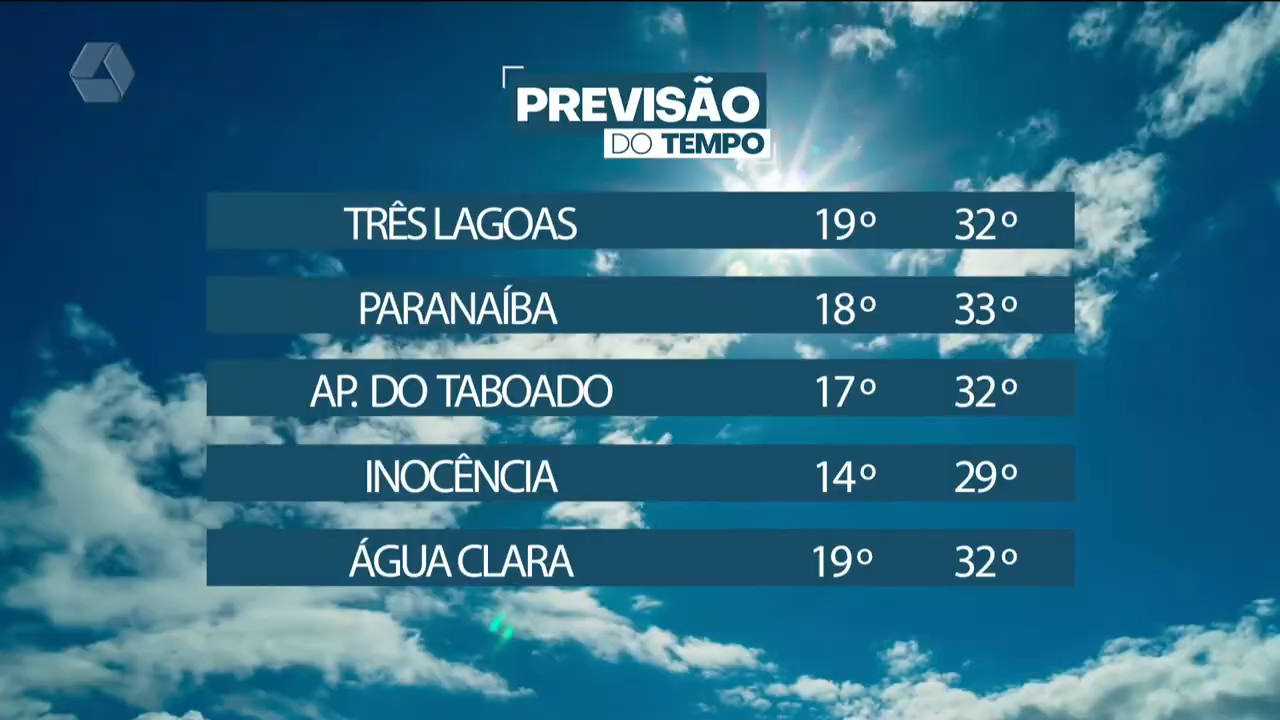 PREVISÃO
DO TEMPO
TRÊS LAGOAS 19º 32º
PARANAÍBA 18º 33º
AP. DO TABOADO 17º 32º
INOCÊNCIA 14º 29º
ÁGUA CLARA 19º 32º